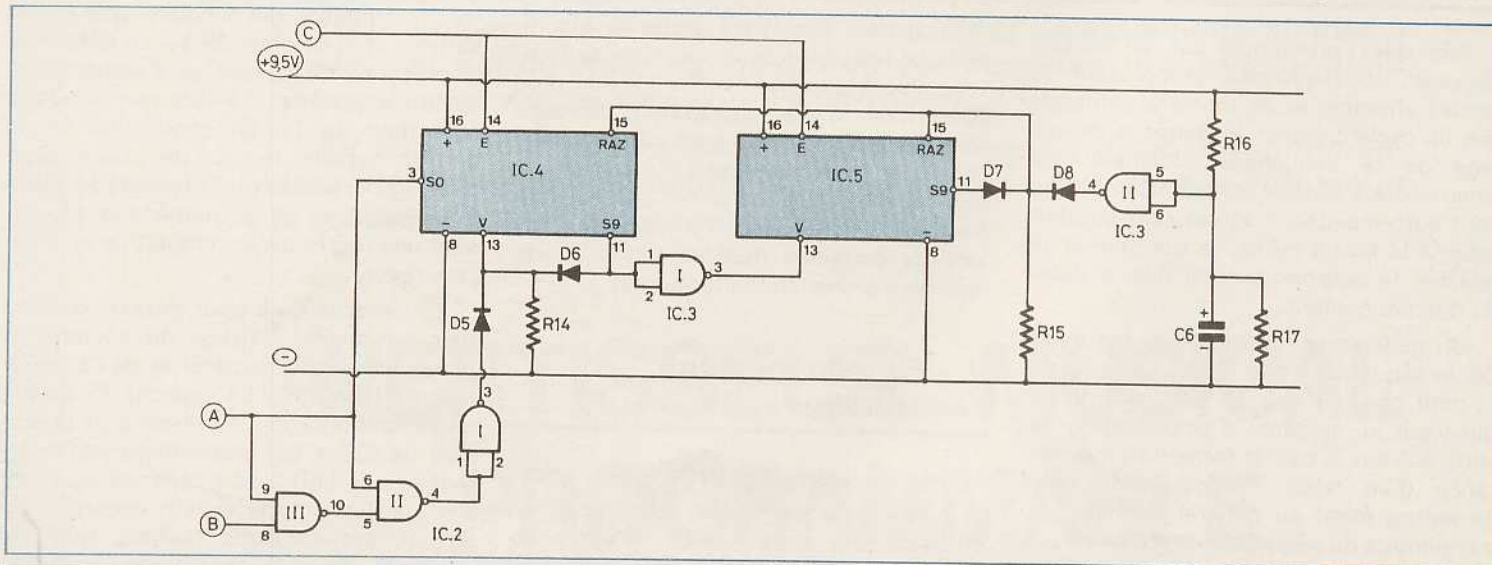 C
+9,5V
16 14 15
+ E RAZ
IC.4
3 S0
- V S9
8 13 11
16 14 15
+ E RAZ
IC.5
S9 11
V -
13 8
D7 D8
4 II 5
6
IC.3
R16
D6
1
2 I 3
IC.3
D5
R14
R15
+
C6
-
R17
-
A
3
I
1 2
9
III 10
8
B
6
II 4
5
IC.2